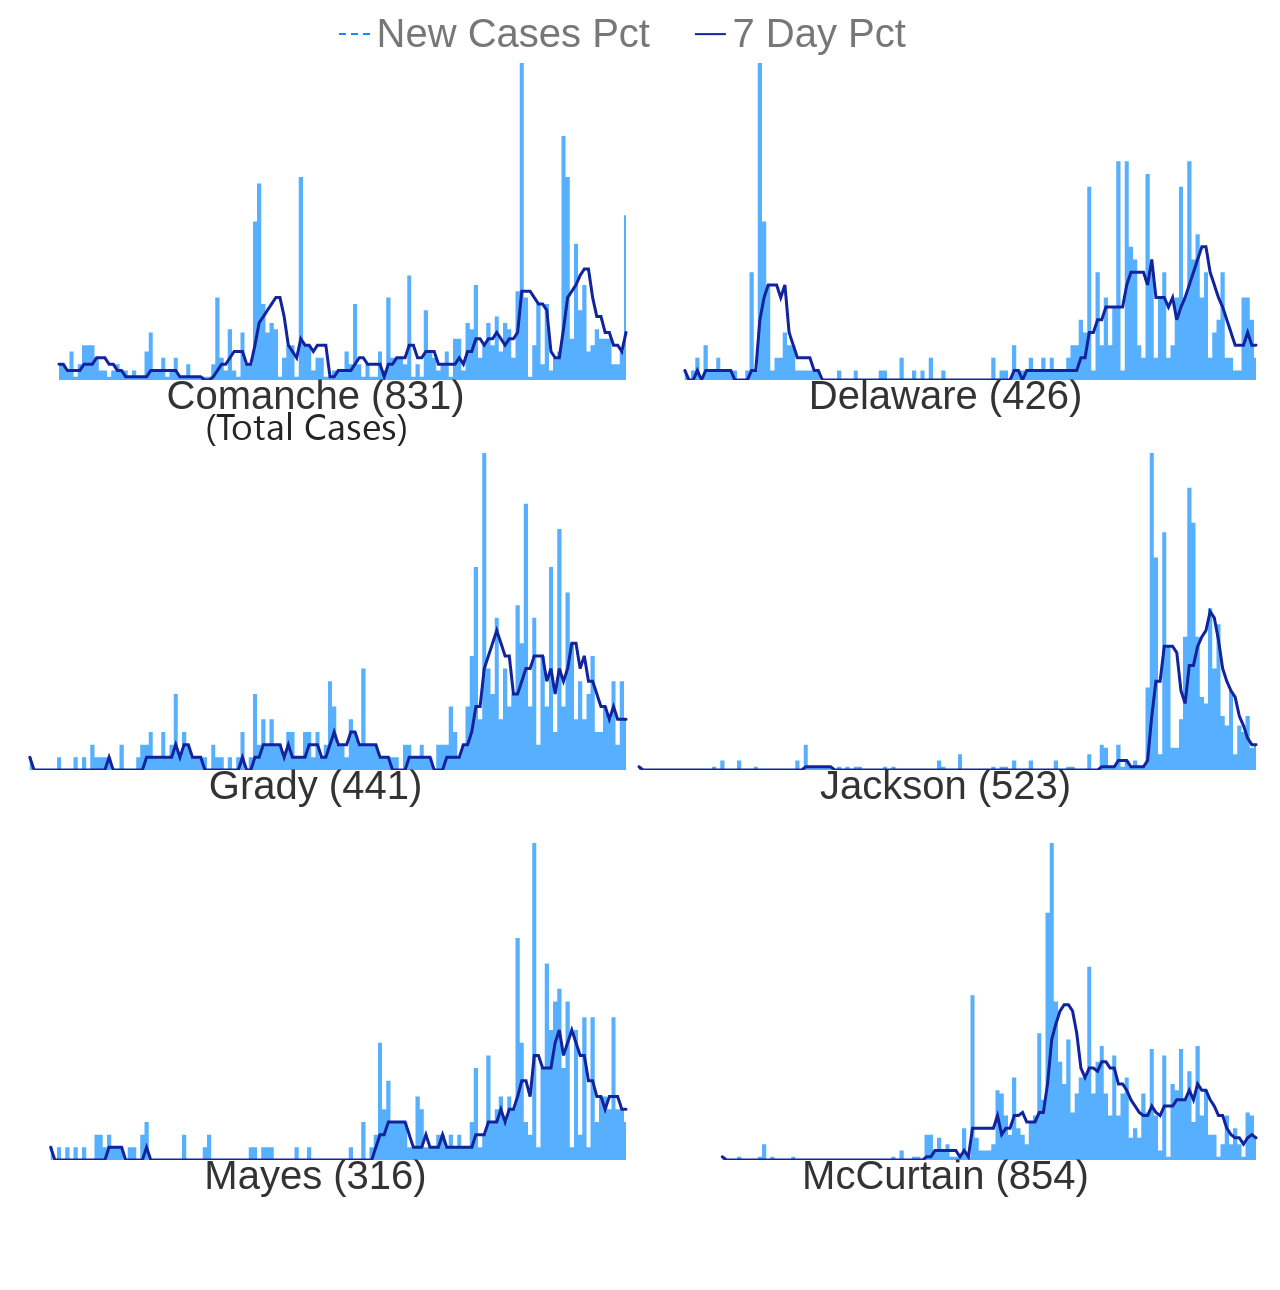 New Cases Pct 7 Day Pct
Comanche (831) Delaware (426)
(Total Cases)
Grady (441) Jackson (523)
Mayes (316) McCurtain (854)